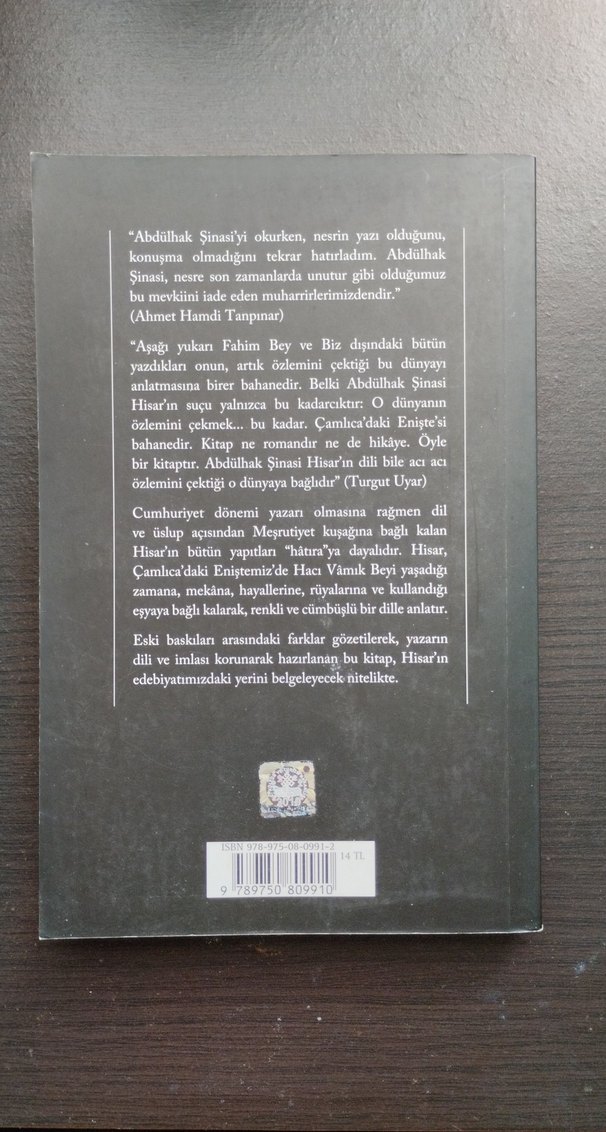 “Abdülhak Şinasi’yi okurken, nesrin yazı olduğunu,
konuşma olmadığını tekrar hatırladım. Abdülhak
Şinasi, nesre son zamanlarda unutur gibi olduğumuz
bu mevkiini iade eden muharrirlerimizdendir.”
(Ahmet Hamdi Tanpınar)
“Aşağı yukarı Fahim Bey ve Biz dışındaki bütün
yazdıkları onun, artık özlemini çektiği bu dünyayı
anlatmasına birer bahanedir. Belki Abdülhak Şinasi
Hisar’ın suçu yalnızca bu kadarcıktır: O dünyanın
özlemini çekmek... bu kadar. Çamlıca’daki Enişte’si
bahanedir. Kitap ne romandır ne de hikâye. Öyle
bir kitaptır. Abdülhak Şinasi Hisar’ın dili bile acı acı
özlemini çektiği o dünyaya bağlıdır” (Turgut Uyar)
Cumhuriyet dönemi yazarı olmasına rağmen dil
ve üslup açısından Meşrutiyet kuşağına bağlı kalan
Hisar’ın bütün yapıtları “hâtıra”ya dayalıdır. Hisar,
Çamlıca’daki Eniştemiz’de Hacı Vâmık Beyi yaşadığı
zamana, mekâna, hayallerine, rüyalarına ve kullandığı
eşyaya bağlı kalarak, renkli ve cümbüşlü bir dille anlatır.
Eski baskıları arasındaki farklar gözetilerek, yazarın
dili ve imlası korunarak hazırlanan bu kitap, Hisar’ın
edebiyatımızdaki yerini belgeleyecek nitelikte.
ISBN 978-975-08-0991-2
14 TL
9 789750 809910